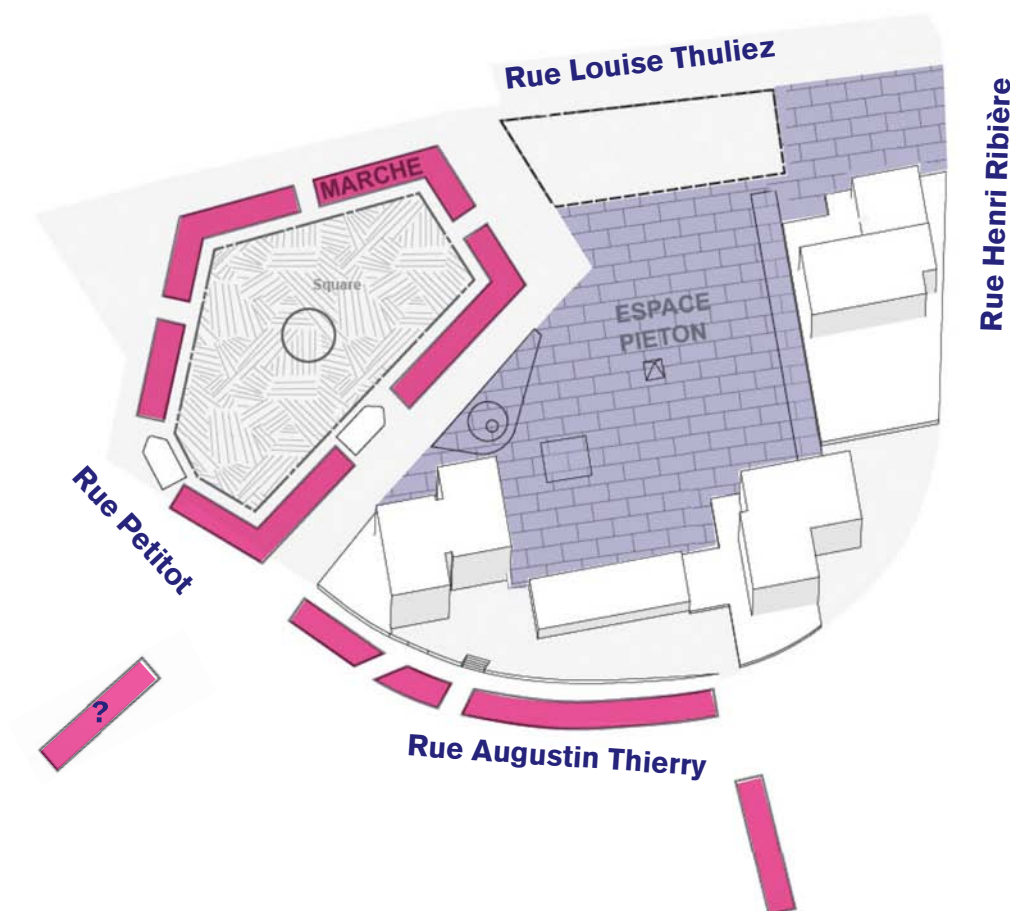 Rue Louise Thuliez
Rue Henri Ribière
MARCHE
Square
ESPACE
PIETON
Rue Petitot
?
Rue Augustin Thierry